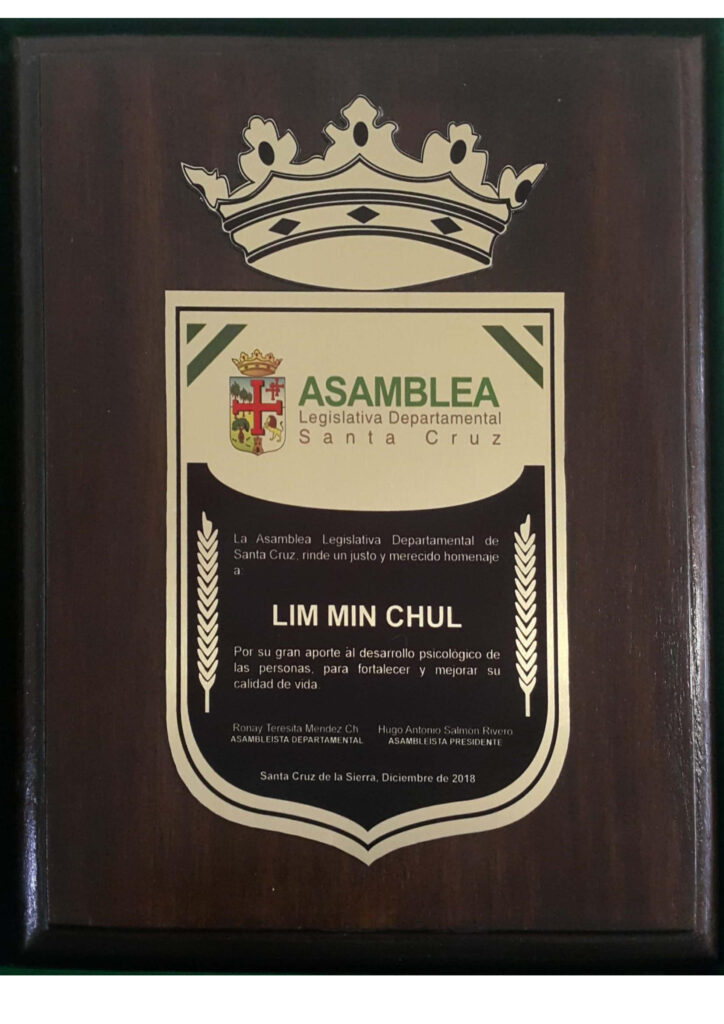 ASAMBLEA
Legislativa Departamental
Santa Cruz
La Asamblea Legislativa Departamental de
Santa Cruz, rinde un justo y merecido homenaje
a:
LIM MIN CHUL
Por su gran aporte al desarrollo psicológico de
las personas, para fortalecer y mejorar su
calidad de vida.
Ronay Teresita Mendez Ch. Hugo Antonio Salmon Rivero
ASAMBLEISTA DEPARTAMENTAL ASAMBLEISTA PRESIDENTE
Santa Cruz de la Sierra, Diciembre de 2018